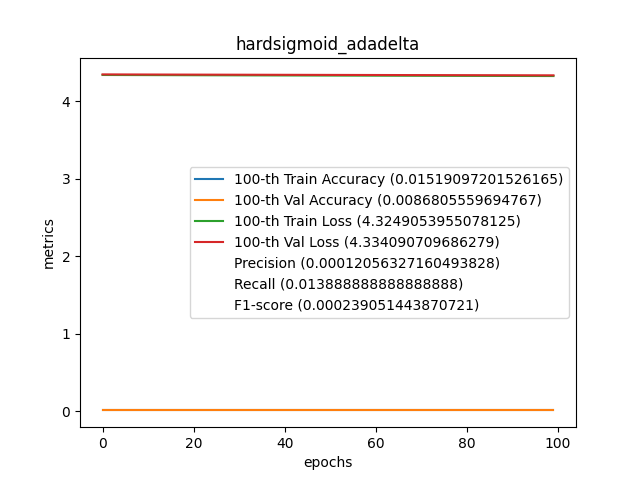 hardsigmoid_adadelta
metrics
4
3
2
1
0
100-th Train Accuracy (0.01519097201526165)
100-th Val Accuracy (0.0086805559694767)
100-th Train Loss (4.3249053955078125)
100-th Val Loss (4.334090709686279)
Precision (0.00012056327160493828)
Recall (0.013888888888888888)
F1-score (0.000239051443870721)
0 20 40 60 80 100
epochs